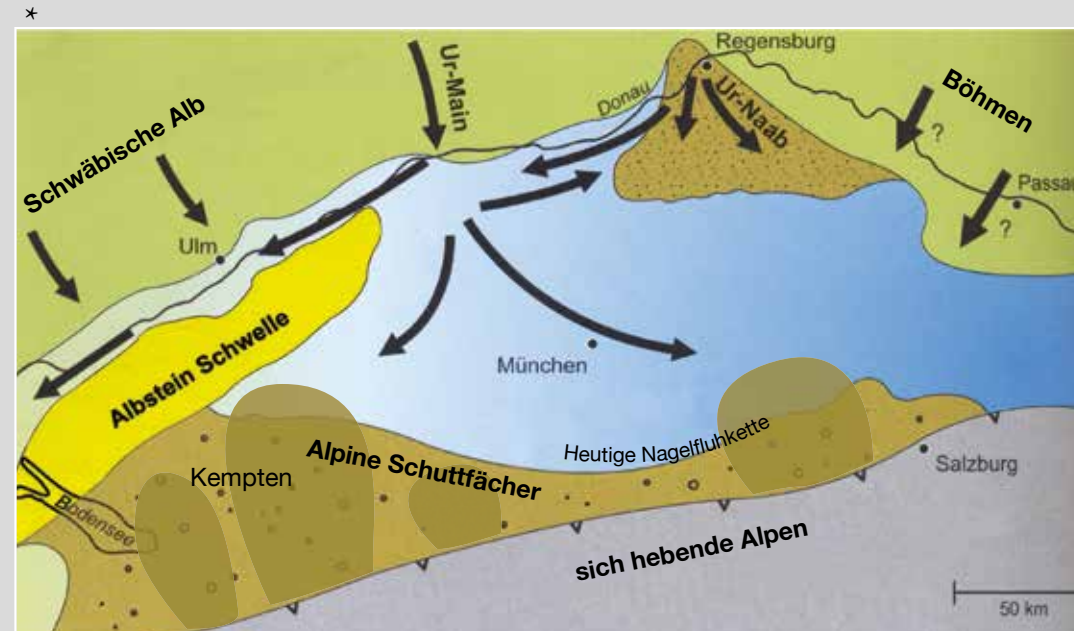 *
Regensburg
Ur-Main
Donau
Ur-Naab
Böhmen
?
Schwäbische Alb
Passau
?
Ulm
Albstein Schwelle
München
Heutige Nagelfluhkette
Alpine Schuttfächer
Kempten
Salzburg
Bodensee
sich hebende Alpen
50 km